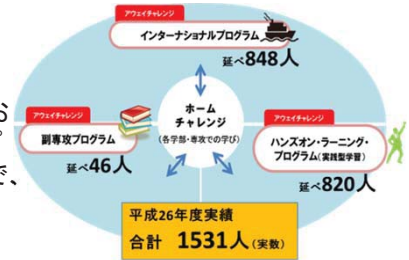 アウェイチャレンジ
インターナショナルプログラム
延べ848人
お
で、
アウェイチャレンジ
副専攻プログラム
延べ46人
ホーム
チャレンジ
(各学部・専攻での学び)
アウェイチャレンジ
ハンズオン・ラーニング・
プログラム(実践型学習)
延べ820人
平成26年度実績
合計 1531人(実数)